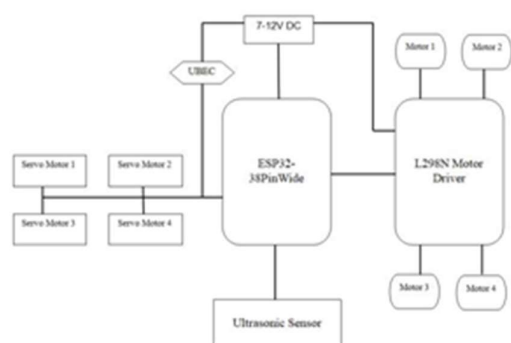 7-12V DC
Motor 1
Motor 2
UBEC
ESP32-
38PinWide
L298N Motor
Driver
Servo Motor 1
Servo Motor 2
Servo Motor 3
Servo Motor 4
Motor 3
Motor 4
Ultrasonic Sensor